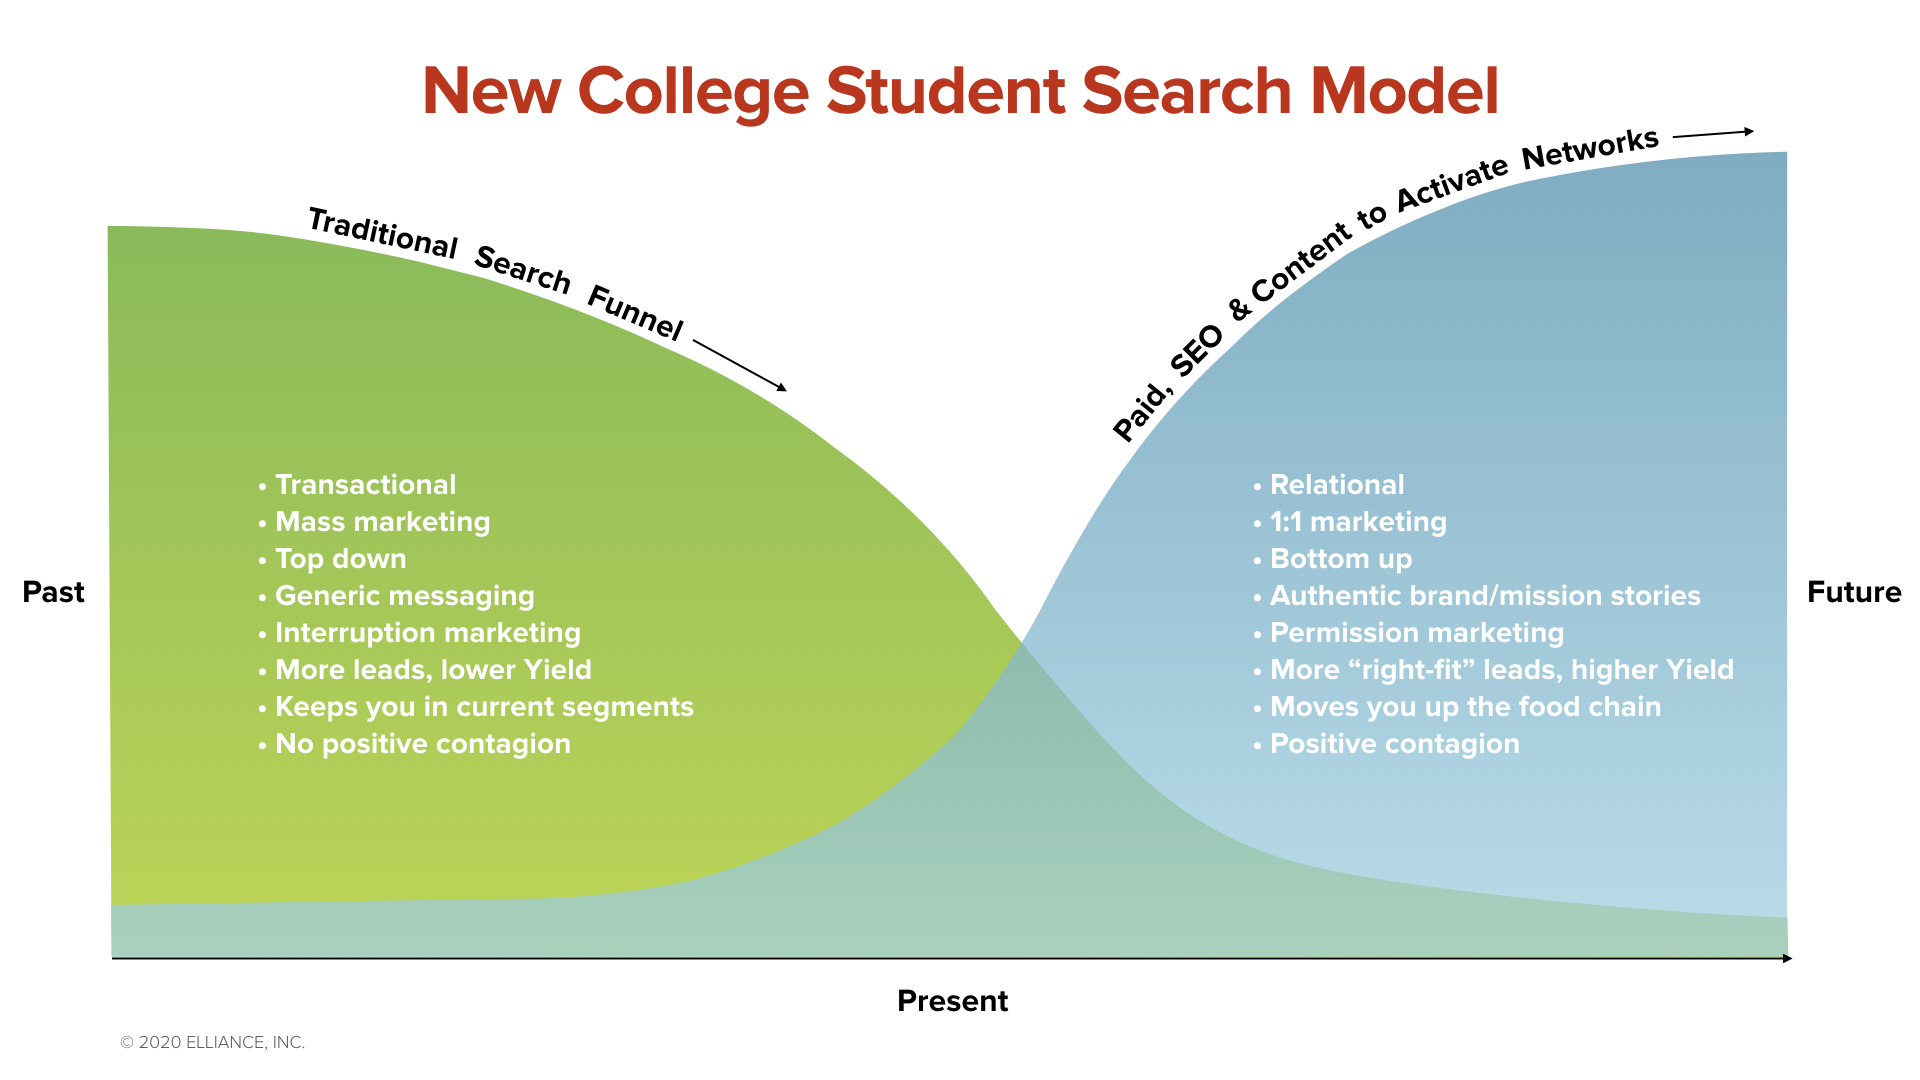 New College Student Search Model
Traditional Search Funnel
Paid, SEO & Content to Activate Networks
• Transactional
• Mass marketing
• Top down
• Generic messaging
• Interruption marketing
• More leads, lower Yield
• Keeps you in current segments
• No positive contagion
• Relational
• 1:1 marketing
• Bottom up
• Authentic brand/mission stories
• Permission marketing
• More “right-fit” leads, higher Yield
• Moves you up the food chain
• Positive contagion
Past
Future
Present
© 2020 ELLIANCE, INC.